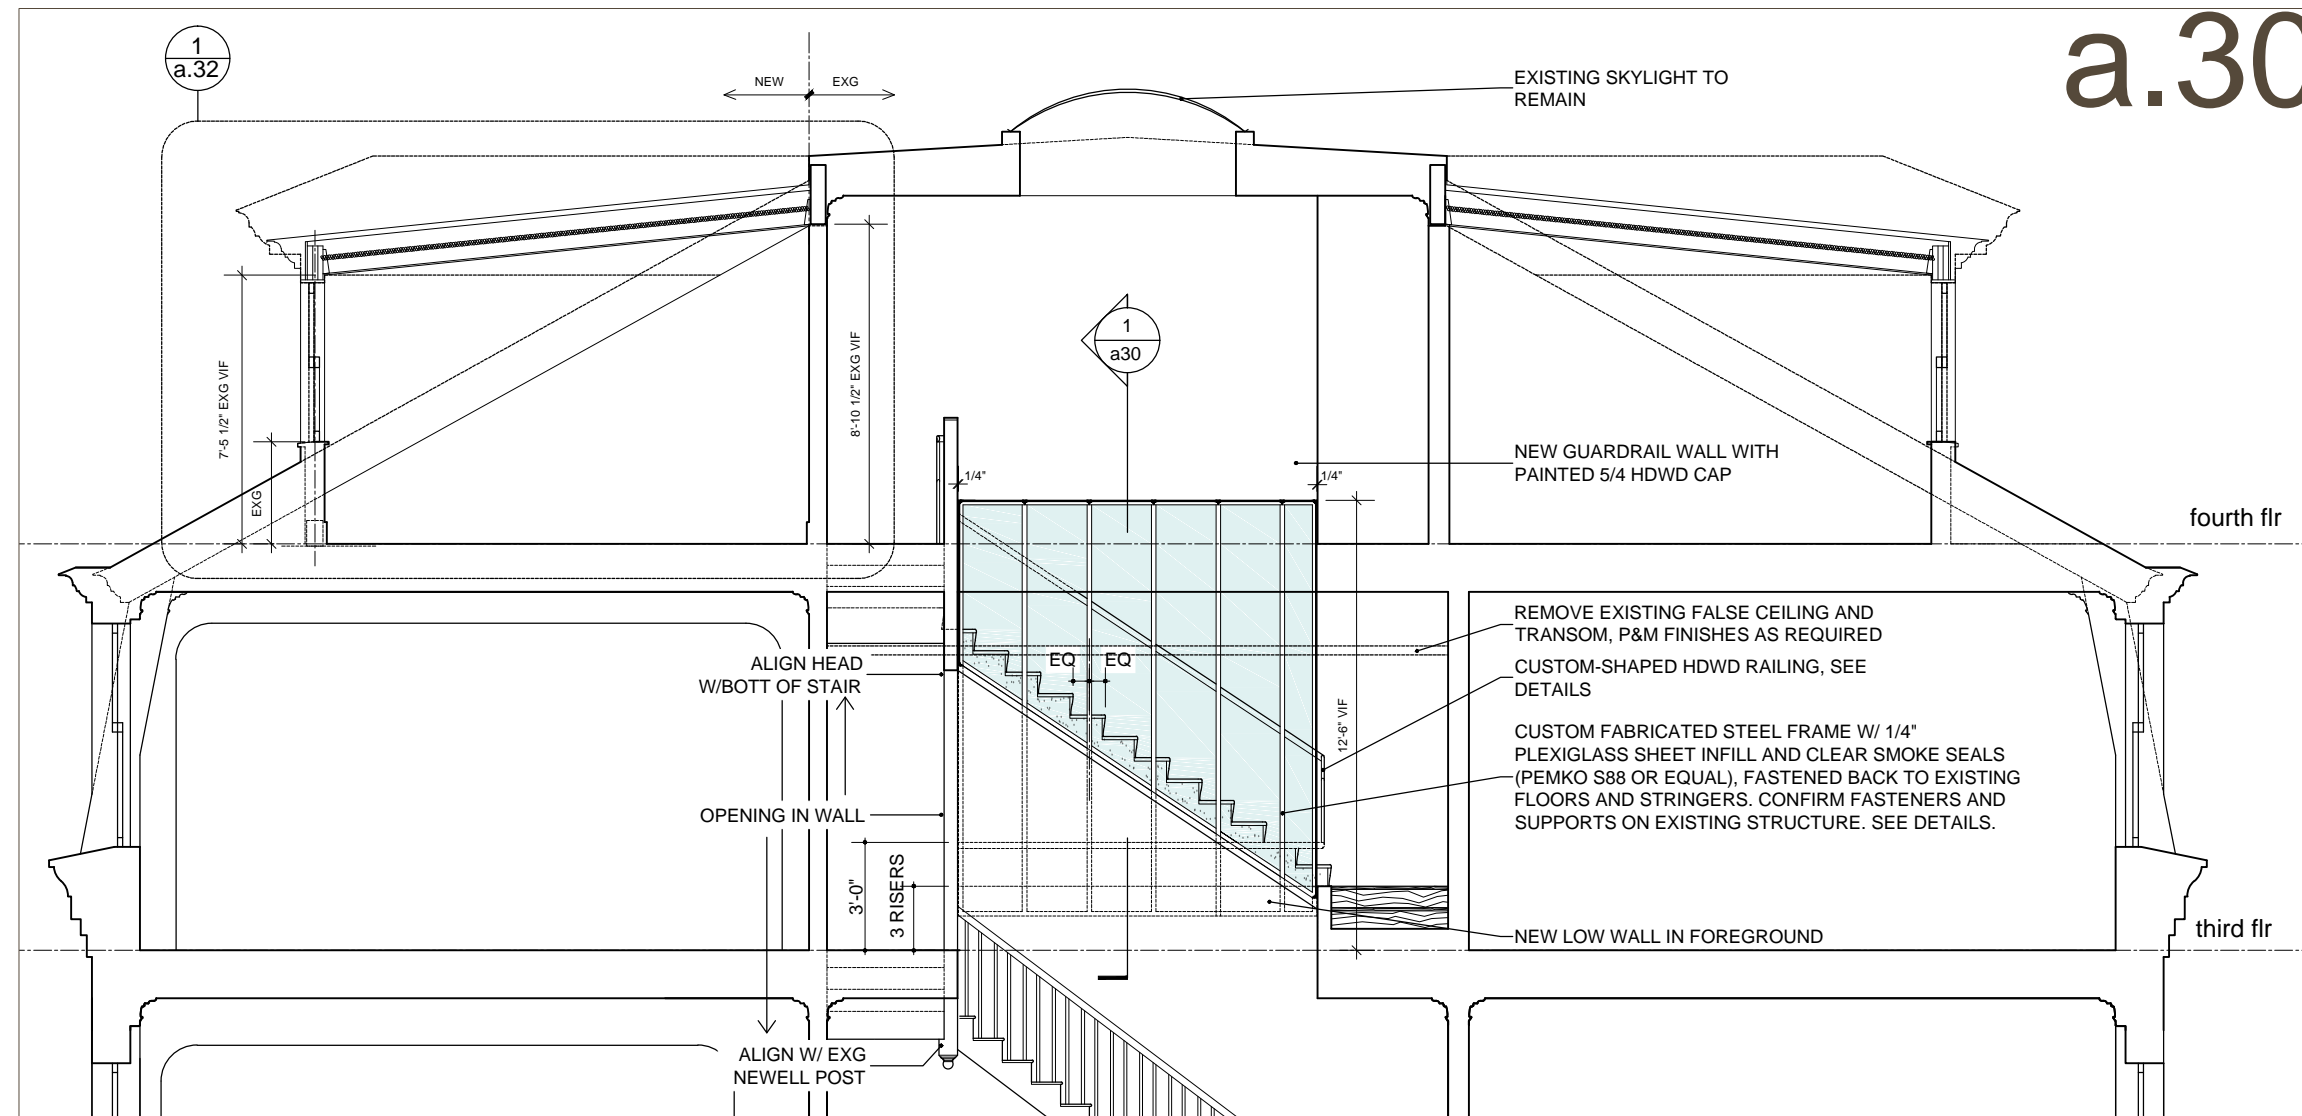 a.30
1
a.32
NEW
EXG
EXISTING SKYLIGHT TO
REMAIN
7'-5 1/2" EXG VIF
EXG
8'-10 1/2" EXG VIF
1
a30
1/4"
1/4"
NEW GUARDRAIL WALL WITH
PAINTED 5/4 HDWD CAP
fourth flr
REMOVE EXISTING FALSE CEILING AND
TRANSOM, P&M FINISHES AS REQUIRED
ALIGN HEAD
W/BOTT OF STAIR
EQ
EQ
CUSTOM-SHAPED HDWD RAILING, SEE
DETAILS
12'-6" VIF
CUSTOM FABRICATED STEEL FRAME W/ 1/4"
PLEXIGLASS SHEET INFILL AND CLEAR SMOKE SEALS
(PEMKO S88 OR EQUAL), FASTENED BACK TO EXISTING
FLOORS AND STRINGERS. CONFIRM FASTENERS AND
SUPPORTS ON EXISTING STRUCTURE. SEE DETAILS.
OPENING IN WALL
3'-0"
3 RISERS
NEW LOW WALL IN FOREGROUND
third flr
ALIGN W/ EXG
NEWELL POST